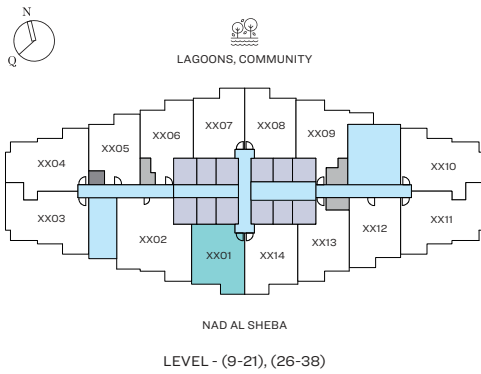 N
Q
LAGOONS, COMMUNITY
XX07
XX08
XX06
XX09
XX05
XX04
XX10
XX03
XX11
XX02
XX12
XX13
XX01
XX14
NAD AL SHEBA
LEVEL - (9-21), (26-38)